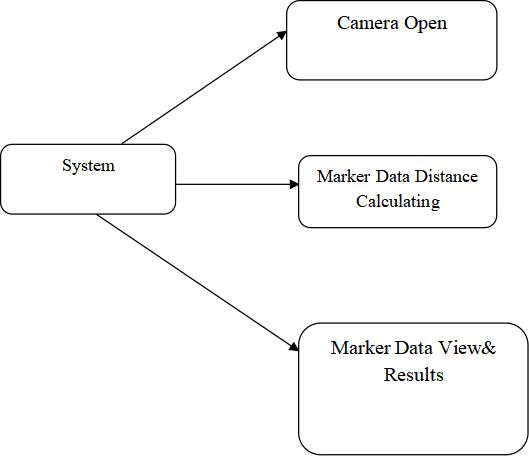 Camera Open
System
Marker Data Distance
Calculating
Marker Data View&
Results